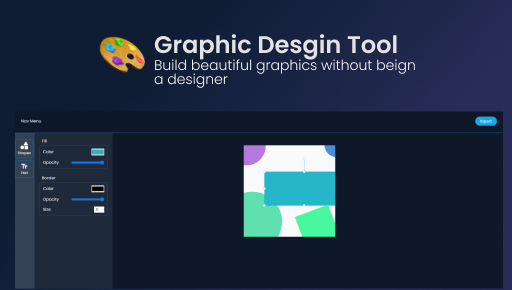 Graphic Desgin Tool
Build beautiful graphics without beign
a designer
Nav Menu
Export
Fill
Shapes
Color
Opacity
Text
Border
Color
Opacity
Size